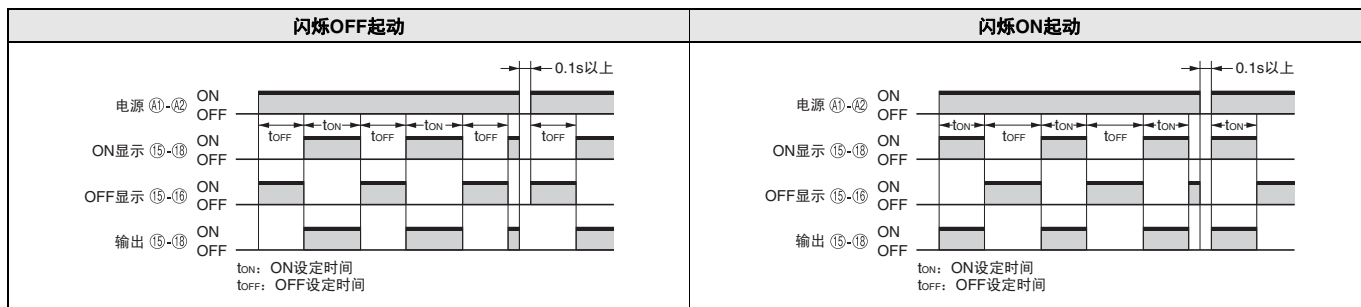 闪烁OFF起动
0.1s以上
电源 Ⓐ1-Ⓐ2 ON
OFF
tOFF tON tOFF tON tOFF tOFF
ON显示 ⑮-⑱ ON
OFF
OFF显示 ⑮-⑯ ON
OFF
输出 ⑮-⑱ ON
OFF
tON：ON设定时间
tOFF：OFF设定时间
闪烁ON起动
0.1s以上
电源 Ⓐ1-Ⓐ2 ON
OFF
tON tOFF tON tOFF tON tON
ON显示 ⑮-⑱ ON
OFF
OFF显示 ⑮-⑯ ON
OFF
输出 ⑮-⑱ ON
OFF
tON：ON设定时间
tOFF：OFF设定时间